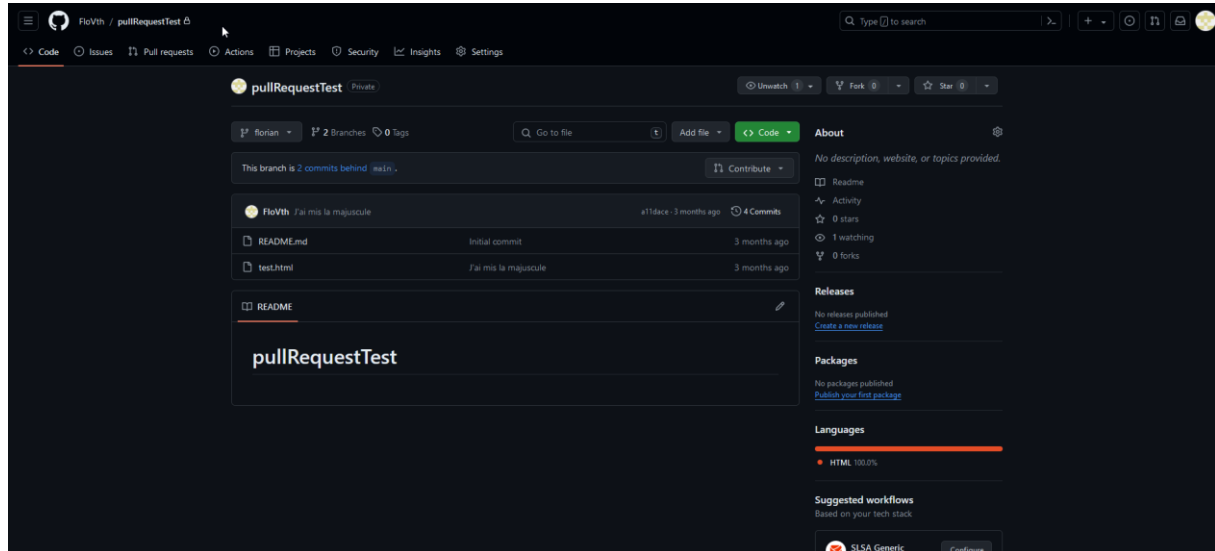 FloVth / pullRequestTest
Type / to search
<> Code Issues Pull requests Actions Projects Security Insights Settings
pullRequestTest Private
Unwatch 1 Fork 0 Star 0
florian 2 Branches 0 Tags
Go to file t Add file <> Code
This branch is 2 commits behind main .
Contribute
FloVth J'ai mis la majuscule a11dace · 3 months ago 4 Commits
README.md Initial commit 3 months ago
test.html J'ai mis la majuscule 3 months ago
README
pullRequestTest
About
No description, website, or topics provided.
Readme
Activity
0 stars
1 watching
0 forks
Releases
No releases published
Create a new release
Packages
No packages published
Publish your first package
Languages
HTML 100.0%
Suggested workflows
Based on your tech stack
SLSA Generic
Configure